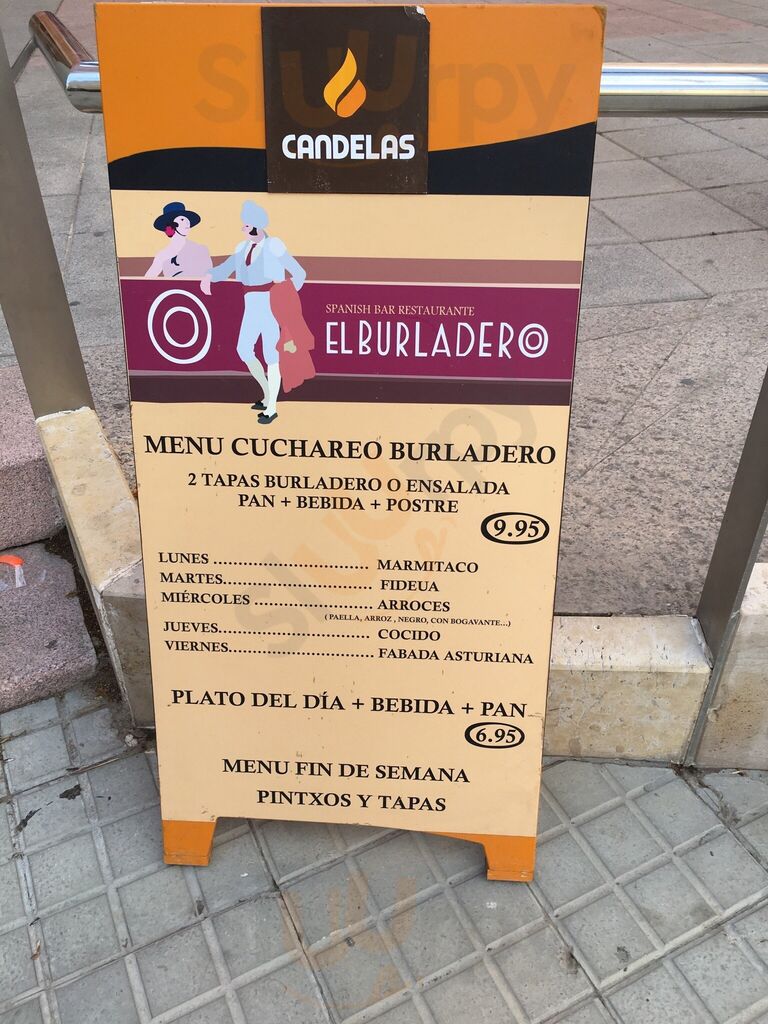 CANDELAS
SPANISH BAR RESTAURANTE
ELBURLADERO
MENU CUCHAREO BURLADERO
2 TAPAS BURLADERO O ENSALADA
PAN + BEBIDA + POSTRE
9.95
LUNES ................................ MARMITACO
MARTES............................... FIDEUA
MIÉRCOLES ........................ ARROCES
( PAELLA, ARROZ , NEGRO, CON BOGAVANTE...)
JUEVES............................... COCIDO
VIERNES.............................. FABADA ASTURIANA
PLATO DEL DÍA + BEBIDA + PAN
6.95
MENU FIN DE SEMANA
PINTXOS Y TAPAS
sluurpy
sluurpy